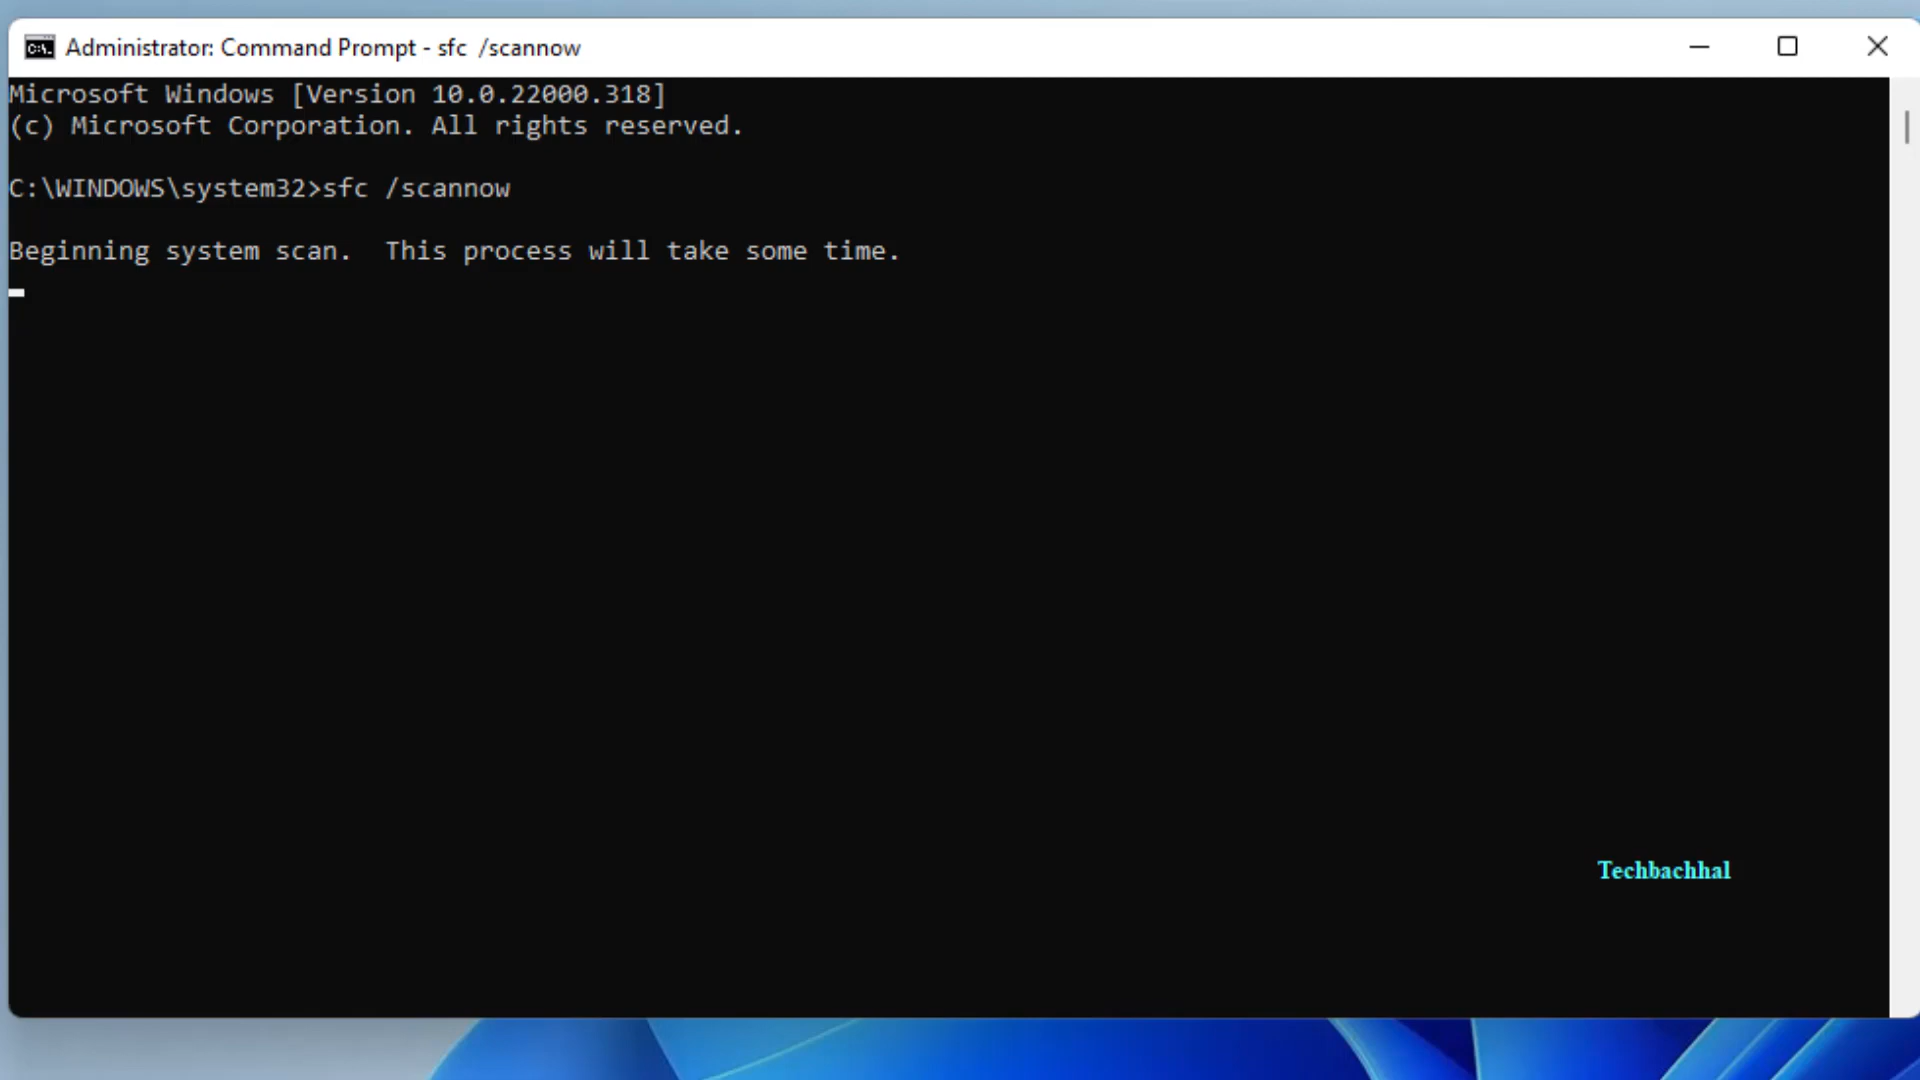 Administrator: Command Prompt - sfc /scannow
Microsoft Windows [Version 10.0.22000.318]
(c) Microsoft Corporation. All rights reserved.
C:\WINDOWS\system32>sfc /scannow
Beginning system scan.  This process will take some time.
Techbachhal